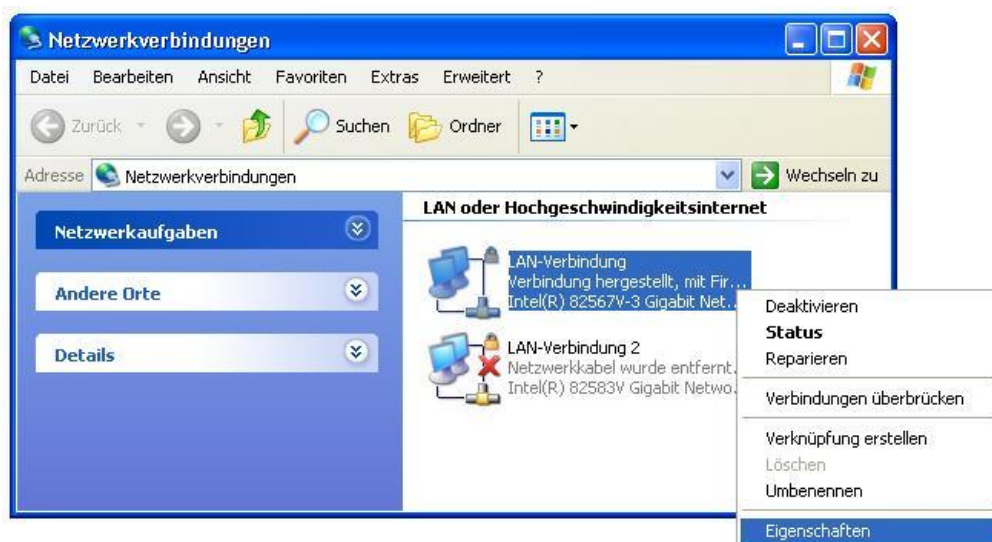 Netzwerkverbindungen
Datei Bearbeiten Ansicht Favoriten Extras Erweitert ?
Zurück Suchen Ordner
Adresse Netzwerkverbindungen Wechseln zu
LAN oder Hochgeschwindigkeitsinternet
Netzwerkaufgaben
Andere Orte
Details
LAN-Verbindung
Verbindung hergestellt, mit Fir...
Intel(R) 82567V-3 Gigabit Net...
LAN-Verbindung 2
Netzwerkkabel wurde entfernt.
Intel(R) 82583V Gigabit Netwo.
Deaktivieren
Status
Reparieren
Verbindungen überbrücken
Verknüpfung erstellen
Löschen
Umbenennen
Eigenschaften